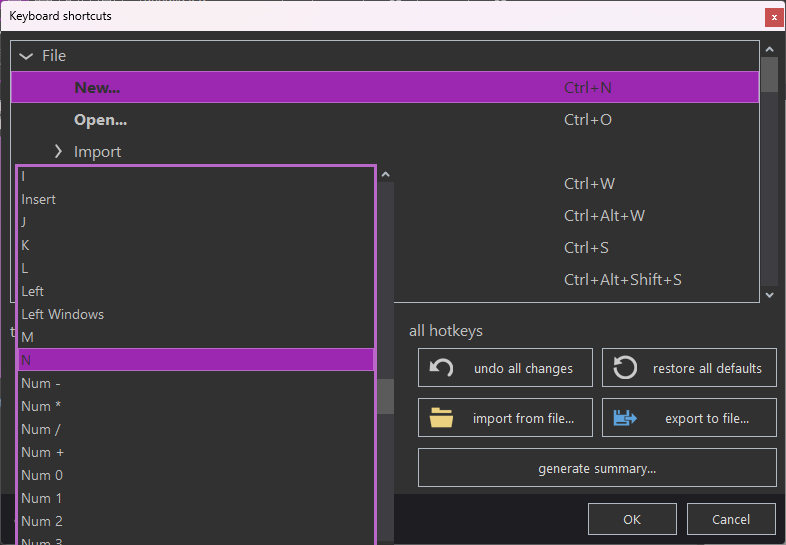 Keyboard shortcuts
File
New... Ctrl+N
Open... Ctrl+O
Import
Ctrl+W
Ctrl+Alt+W
Ctrl+S
Ctrl+Alt+Shift+S
I
Insert
J
K
L
Left
Left Windows
M
N
Num -
Num *
Num /
Num +
Num 0
Num 1
Num 2
Num 3
all hotkeys
undo all changes
restore all defaults
import from file...
export to file...
generate summary...
OK
Cancel